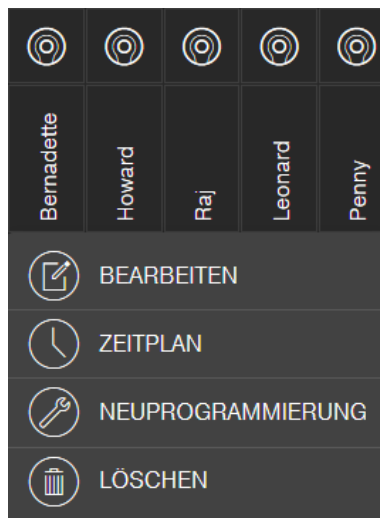 Bernadette
Howard
Raj
Leonard
Penny
BEARBEITEN
ZEITPLAN
NEUPROGRAMMIERUNG
LÖSCHEN